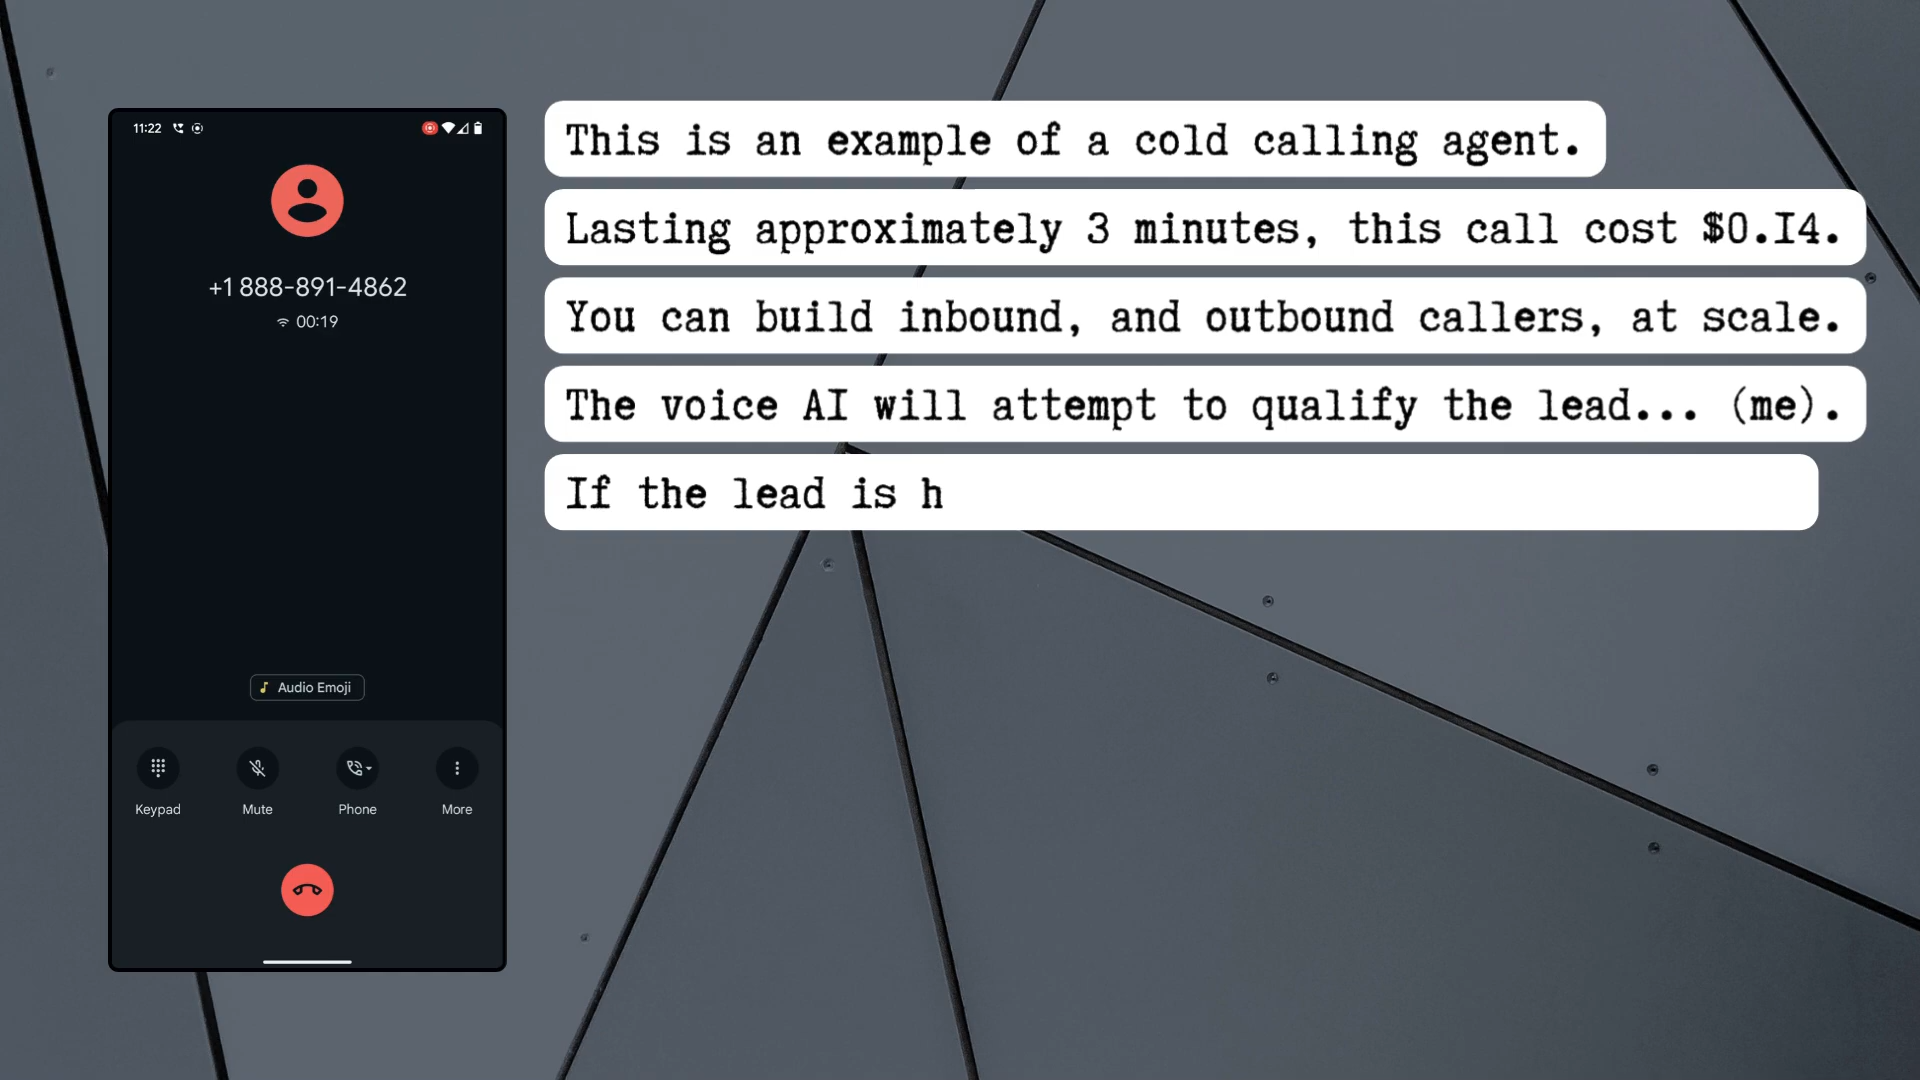 11:22
+1 888-891-4862
00:19
Audio Emoji
Keypad
Mute
Phone
More
This is an example of a cold calling agent.
Lasting approximately 3 minutes, this call cost $0.I4.
You can build inbound, and outbound callers, at scale.
The voice AI will attempt to qualify the lead... (me).
If the lead is h